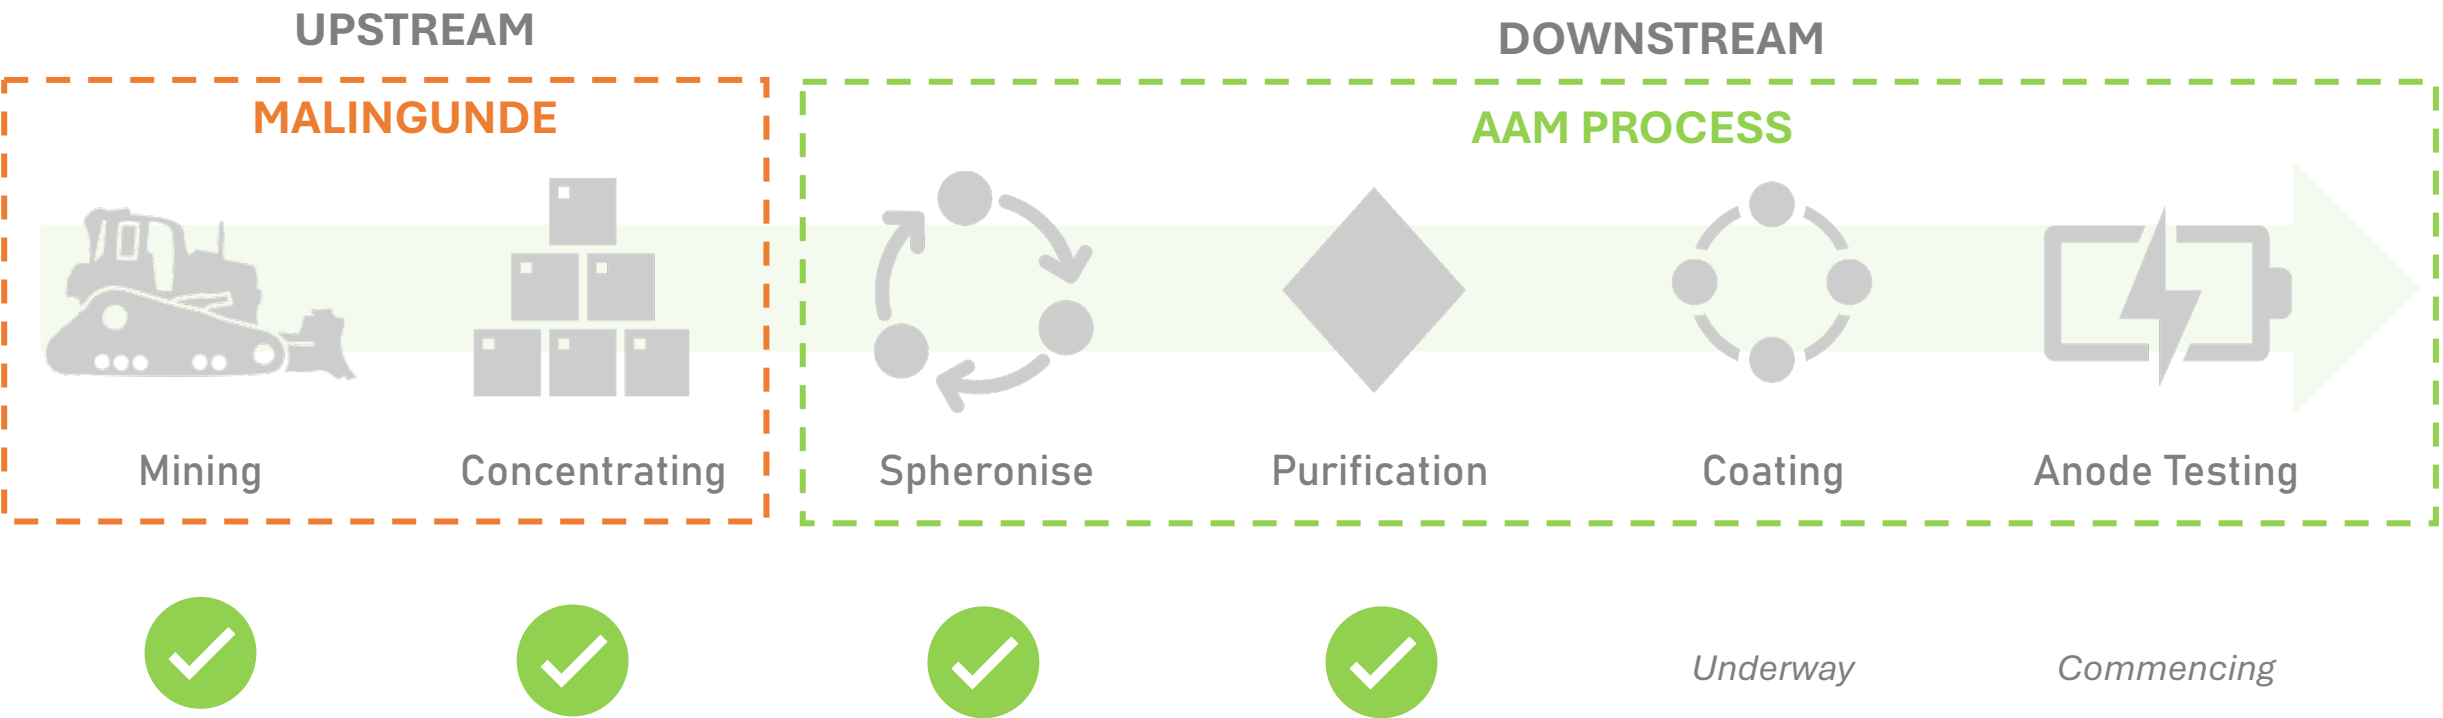 UPSTREAM
DOWNSTREAM
MALINGUNDE
AAM PROCESS
Mining
Concentrating
Spheronise
Purification
Coating
Anode Testing
Underway
Commencing